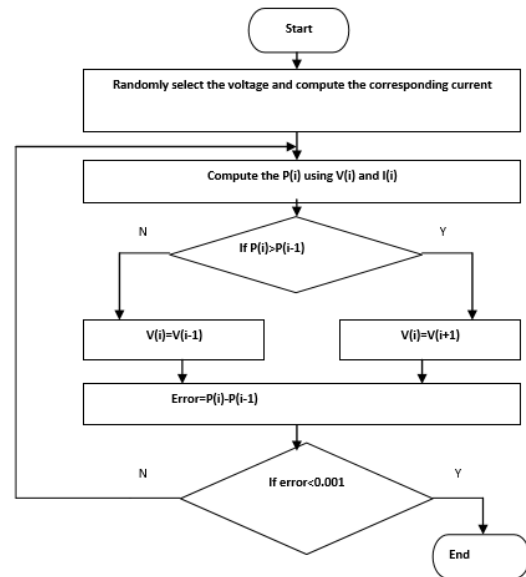 Start
Randomly select the voltage and compute the corresponding current
Compute the P(i) using V(i) and I(i)
N
Y
If P(i)>P(i-1)
V(i)=V(i-1)
V(i)=V(i+1)
Error=P(i)-P(i-1)
N
Y
If error<0.001
End